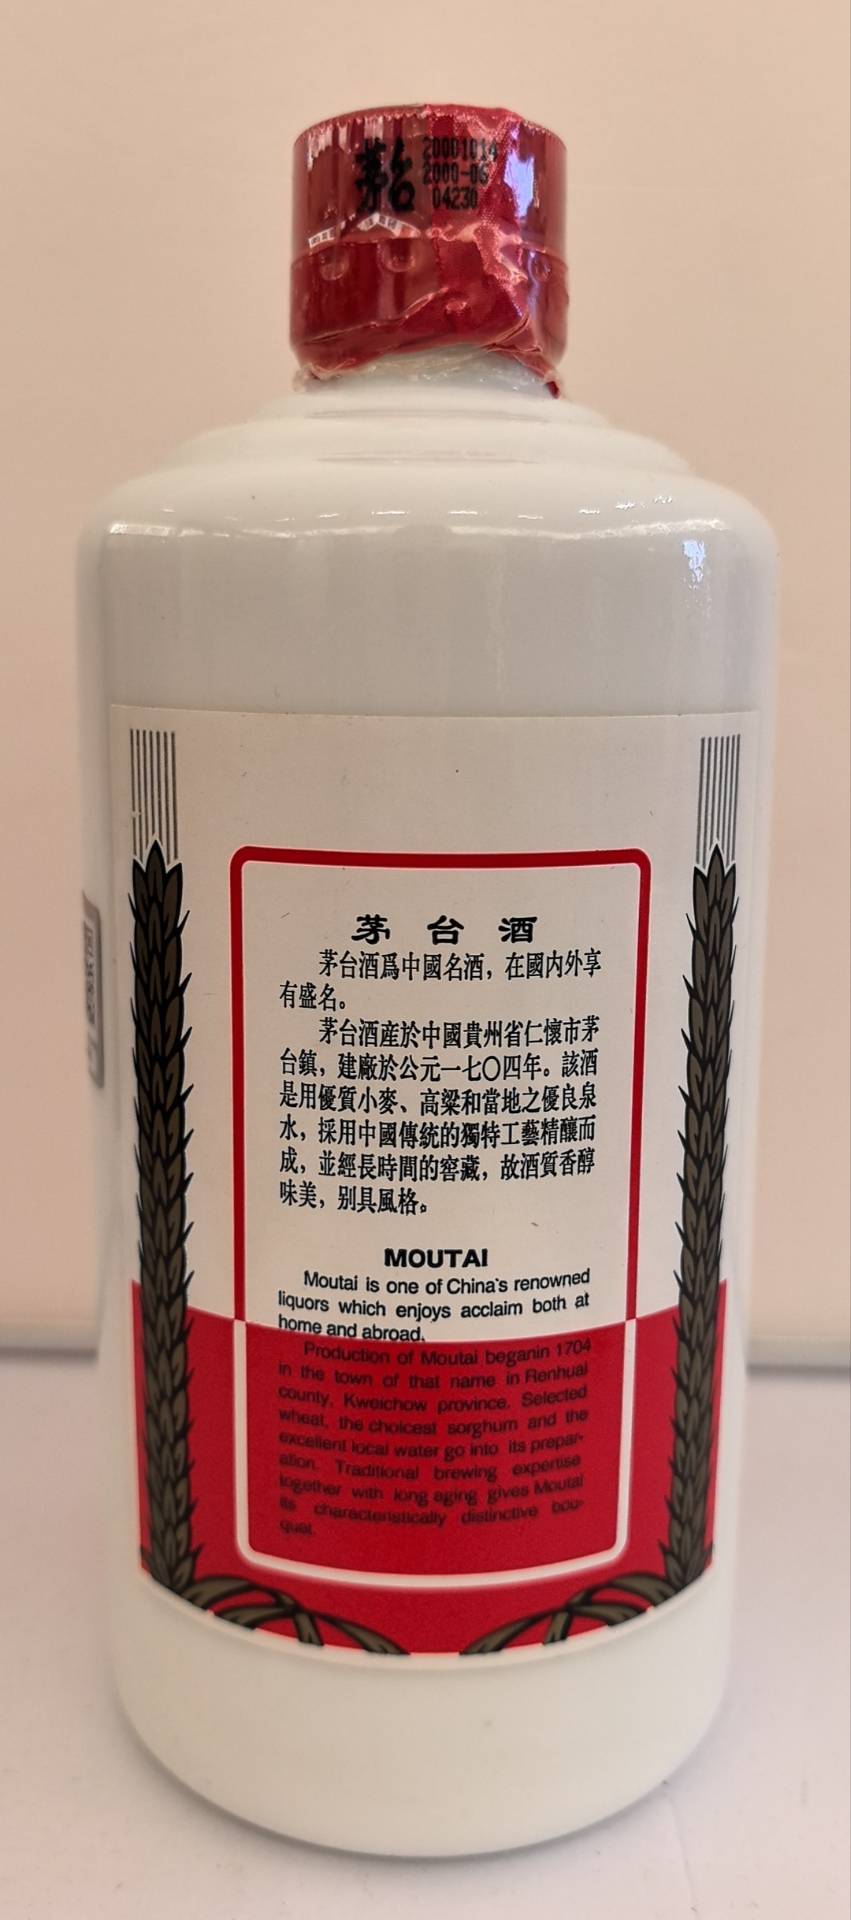 茅台
20001014
2000-05
04230
茅台酒
茅台酒爲中國名酒，在國内外享
有盛名。
茅台酒産於中國貴州省仁懷市茅
台鎮，建廠於公元一七〇四年。該酒
是用優質小麥、高粱和當地之優良泉
水，採用中國傳統的獨特工藝精釀而
成，並經長時間的窖藏，故酒質香醇
味美，别具風格。
MOUTAI
Moutai is one of China's renowned
liquors which enjoys acclaim both at
home and abroad.
Production of Moutai beganin 1704
in the town of that name in Renhuai
county, Kweichow province. Selected
wheat, the choicest sorghum and the
excellent local water go into its prepar-
ation. Traditional brewing expertise
together with long aging gives Moutai
its characteristically distinctive bou-
quet.